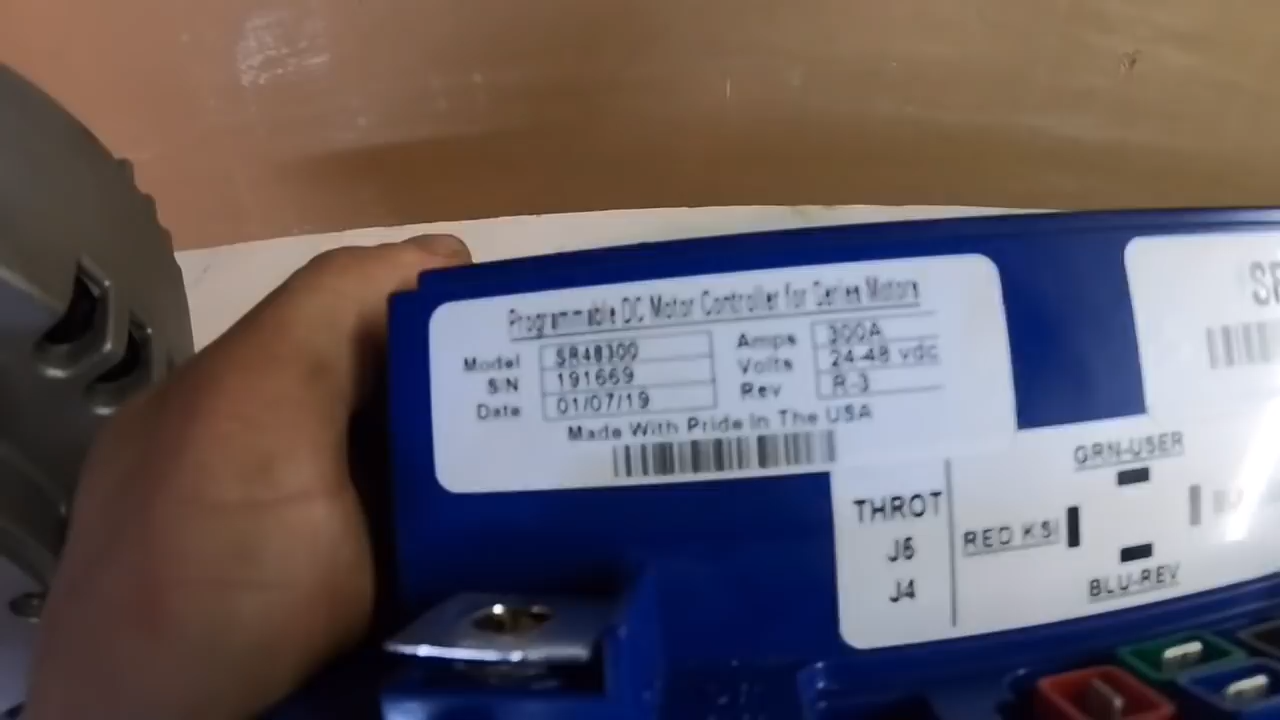 Programmable DC Motor Controller for Series Motors
Model SR48300
S/N 191669
Date 01/07/19
Amps 300A
Volts 24-48 vdc
Rev R-3
Made With Pride In The USA
GRN-USER
THROT
J5
J4
RED KSI
BLU-REV